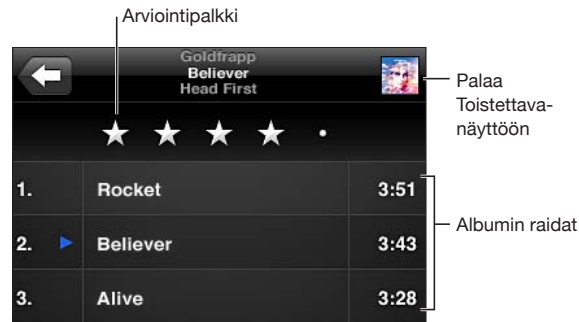 Arviointipalkki
Goldfrapp
Believer
Head First
Palaa
Toistettava-
näyttöön
1. Rocket 3:51
2. Believer 3:43
3. Alive 3:28
Albumin raidat